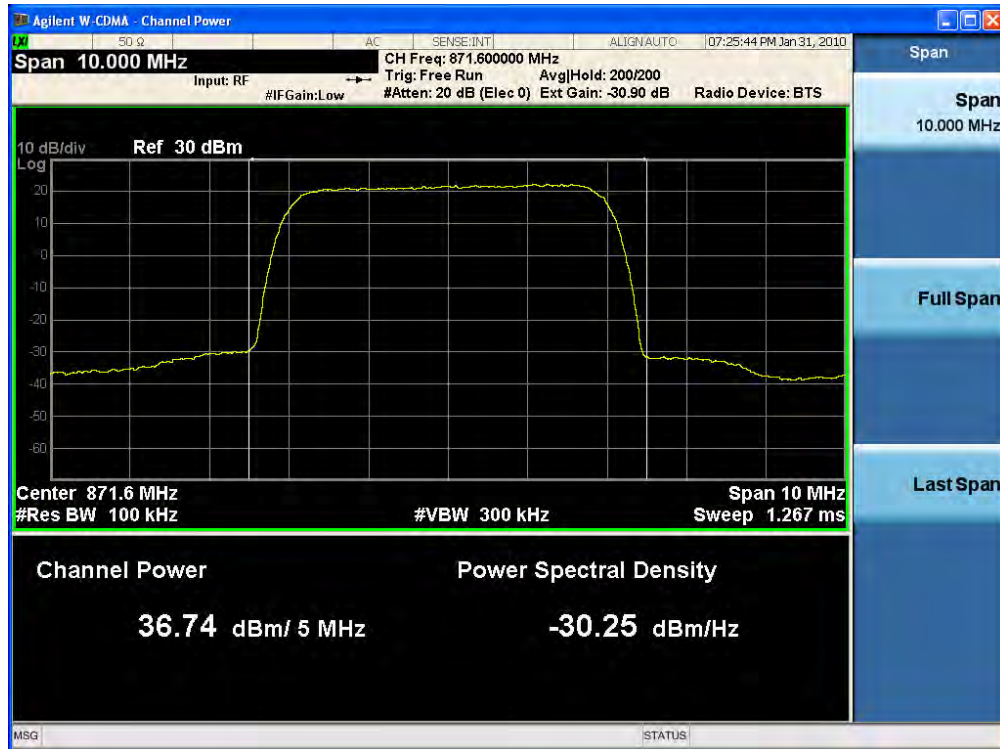 Agilent W-CDMA - Channel Power
LXI 50 Ω AC SENSE:INT ALIGN AUTO 07:25:44 PM Jan 31, 2010
Span 10.000 MHz
Input: RF
#IFGain:Low
CH Freq: 871.600000 MHz
Trig: Free Run Avg|Hold: 200/200
#Atten: 20 dB (Elec 0) Ext Gain: -30.90 dB Radio Device: BTS
10 dB/div Ref 30 dBm
Log
20
10
0
-10
-20
-30
-40
-50
-60
Center 871.6 MHz Span 10 MHz
#Res BW 100 kHz #VBW 300 kHz Sweep 1.267 ms
Channel Power
36.74 dBm/ 5 MHz
Power Spectral Density
-30.25 dBm/Hz
Span
Span
10.000 MHz
Full Span
Last Span
MSG STATUS